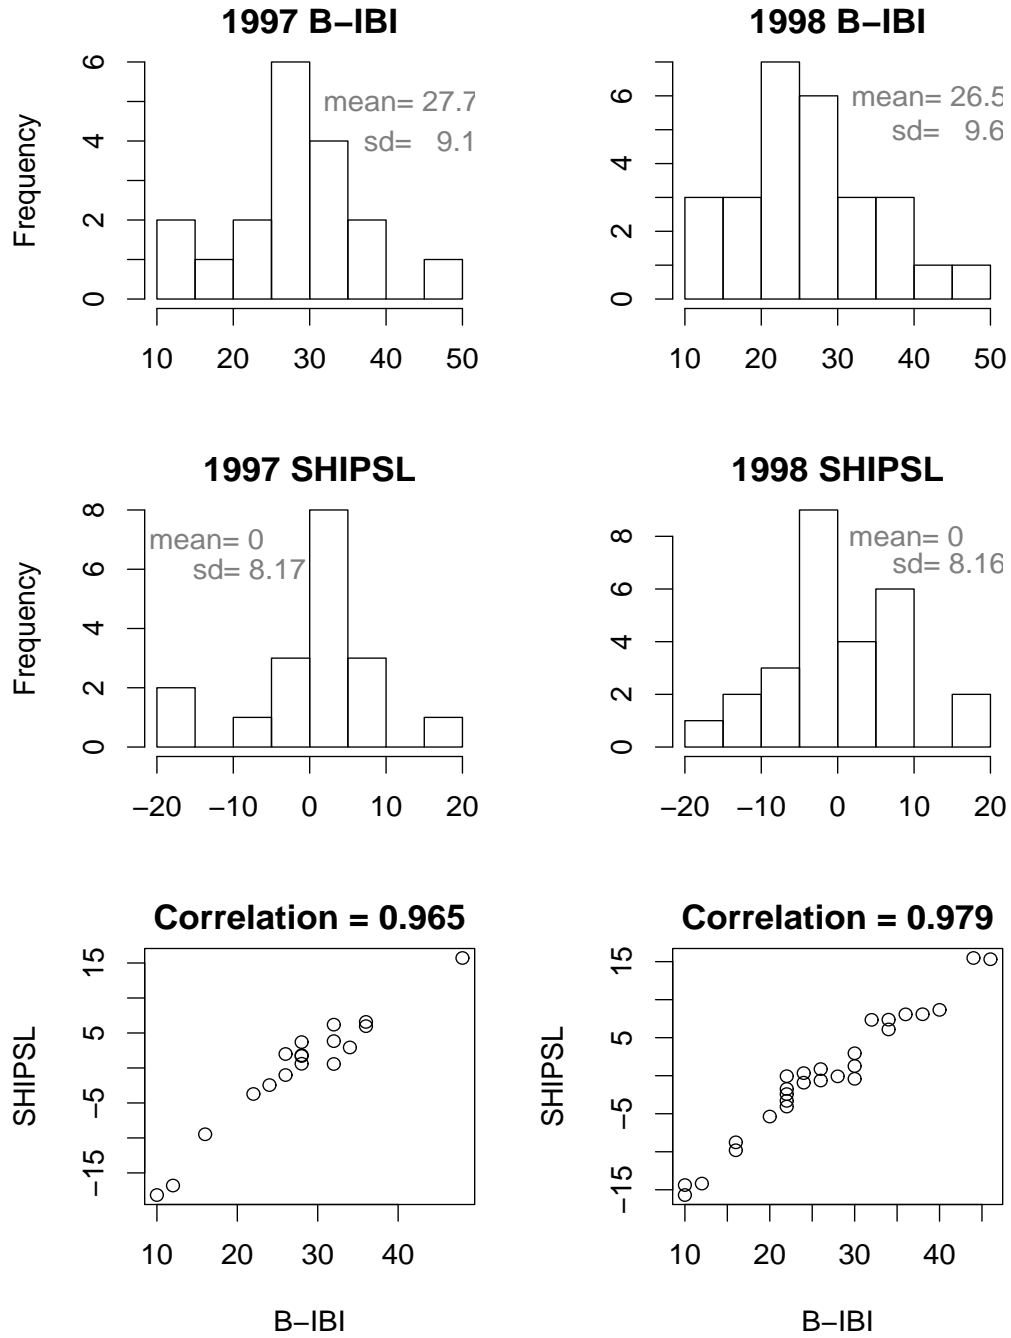 1997 B−IBI
1998 B−IBI
Frequency
0 2 4 6
mean= 27.7
sd= 9.1
10 20 30 40 50
0 2 4 6
mean= 26.5
sd= 9.6
10 20 30 40 50
1997 SHIPSL
1998 SHIPSL
Frequency
0 2 4 6 8
mean= 0
sd= 8.17
−20 −10 0 10 20
0 2 4 6 8
mean= 0
sd= 8.16
−20 −10 0 10 20
Correlation = 0.965
Correlation = 0.979
SHIPSL
−15 −5 5 15
10 20 30 40
B−IBI
SHIPSL
−15 −5 5 15
10 20 30 40
B−IBI